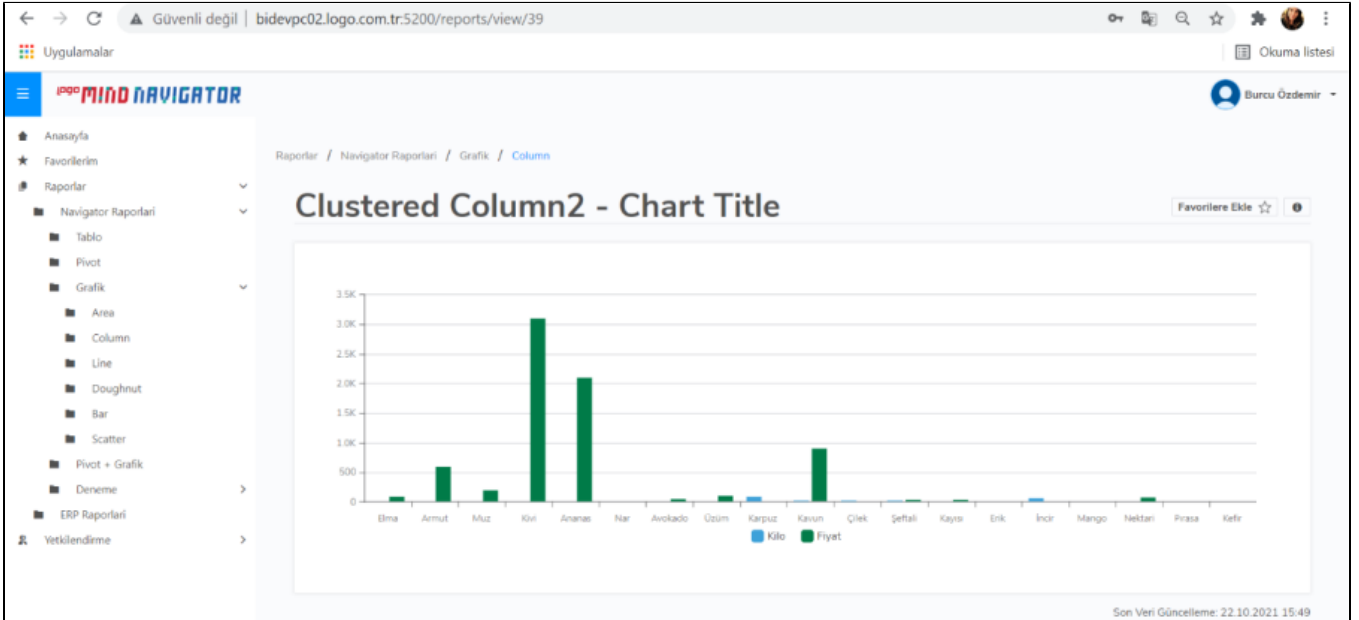 Güvenli değil | bidevpc02.logo.com.tr:5200/reports/view/39
Uygulamalar
Okuma listesi
logo MIND NAVIGATOR
Burcu Özdemir
Anasayfa
Favorilerim
Raporlar
Navigator Raporlari
Tablo
Pivot
Grafik
Area
Column
Line
Doughnut
Bar
Scatter
Pivot + Grafik
Deneme
ERP Raporlari
Yetkilendirme
Raporlar / Navigator Raporlari / Grafik / Column
Clustered Column2 - Chart Title
Favorilere Ekle
3.5K
3.0K
2.5K
2.0K
1.5K
1.0K
500
0
Elma Armut Muz Kivi Ananas Nar Avokado Üzüm Karpuz Kavun Çilek Şeftali Kayısı Erik İncir Mango Nektari Pırasa Kefir
Kilo Fiyat
Son Veri Güncelleme: 22.10.2021 15:49